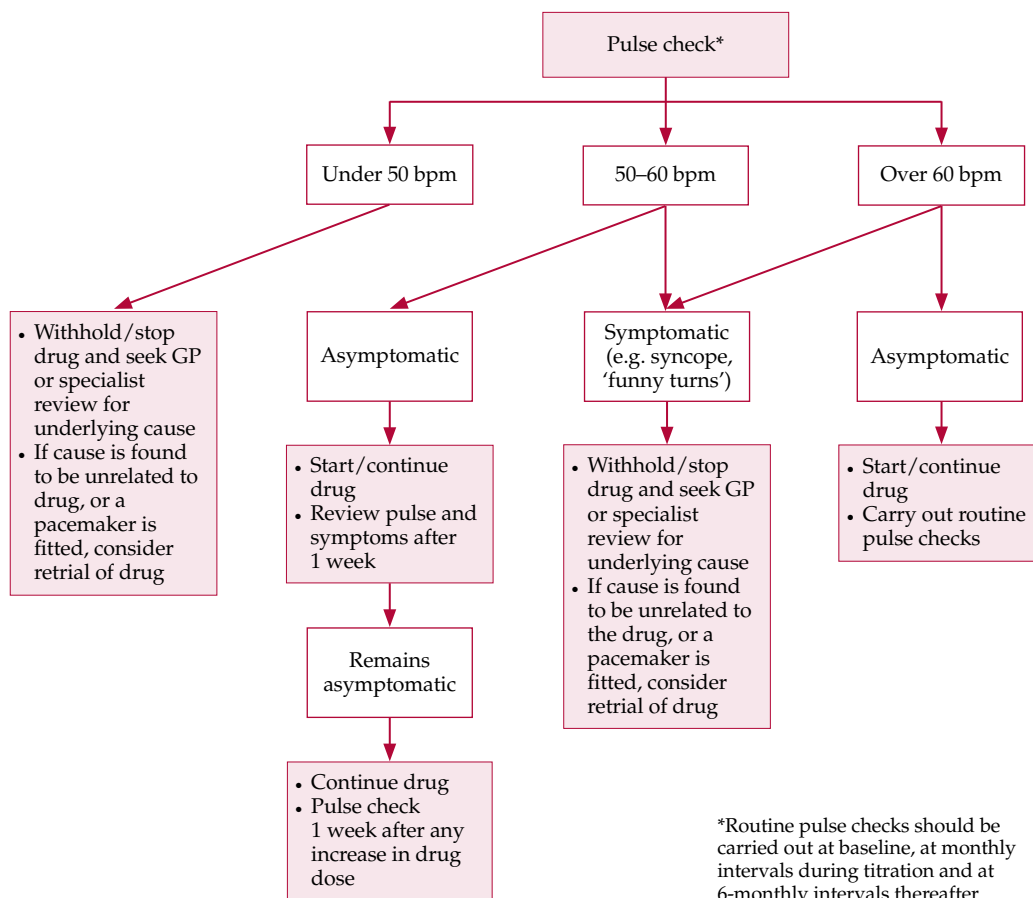 Pulse check*
Under 50 bpm
50–60 bpm
Over 60 bpm
• Withhold/stop
drug and seek GP
or specialist
review for
underlying cause
• If cause is found
to be unrelated to
drug, or a
pacemaker is
fitted, consider
retrial of drug
Asymptomatic
Symptomatic
(e.g. syncope,
‘funny turns’)
Asymptomatic
• Start/continue
drug
• Review pulse and
symptoms after
1 week
• Withhold/stop
drug and seek GP
or specialist
review for
underlying cause
• If cause is found
to be unrelated to
the drug, or a
pacemaker is
fitted, consider
retrial of drug
• Start/continue
drug
• Carry out routine
pulse checks
Remains
asymptomatic
• Continue drug
• Pulse check
1 week after any
increase in drug
dose
*Routine pulse checks should be
carried out at baseline, at monthly
intervals during titration and at
6-monthly intervals thereafter